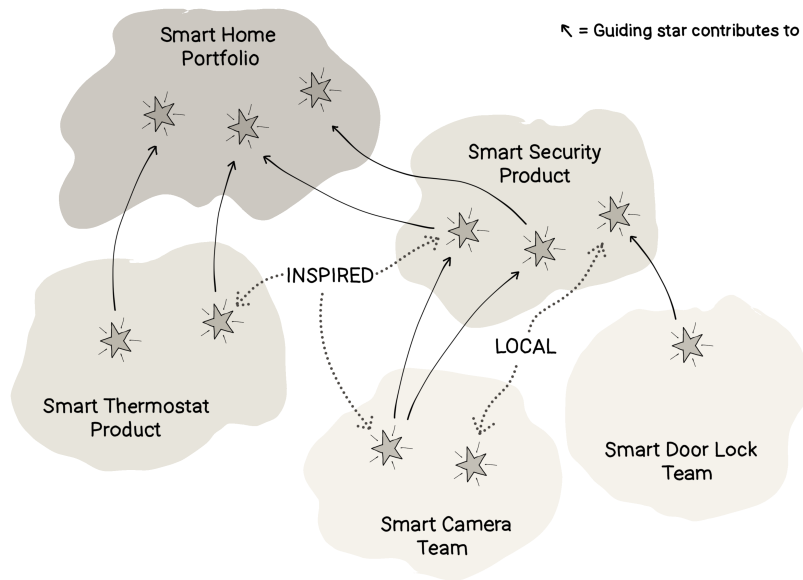 Smart Home
Portfolio
↖ = Guiding star contributes to
Smart Security
Product
INSPIRED
LOCAL
Smart Thermostat
Product
Smart Door Lock
Team
Smart Camera
Team